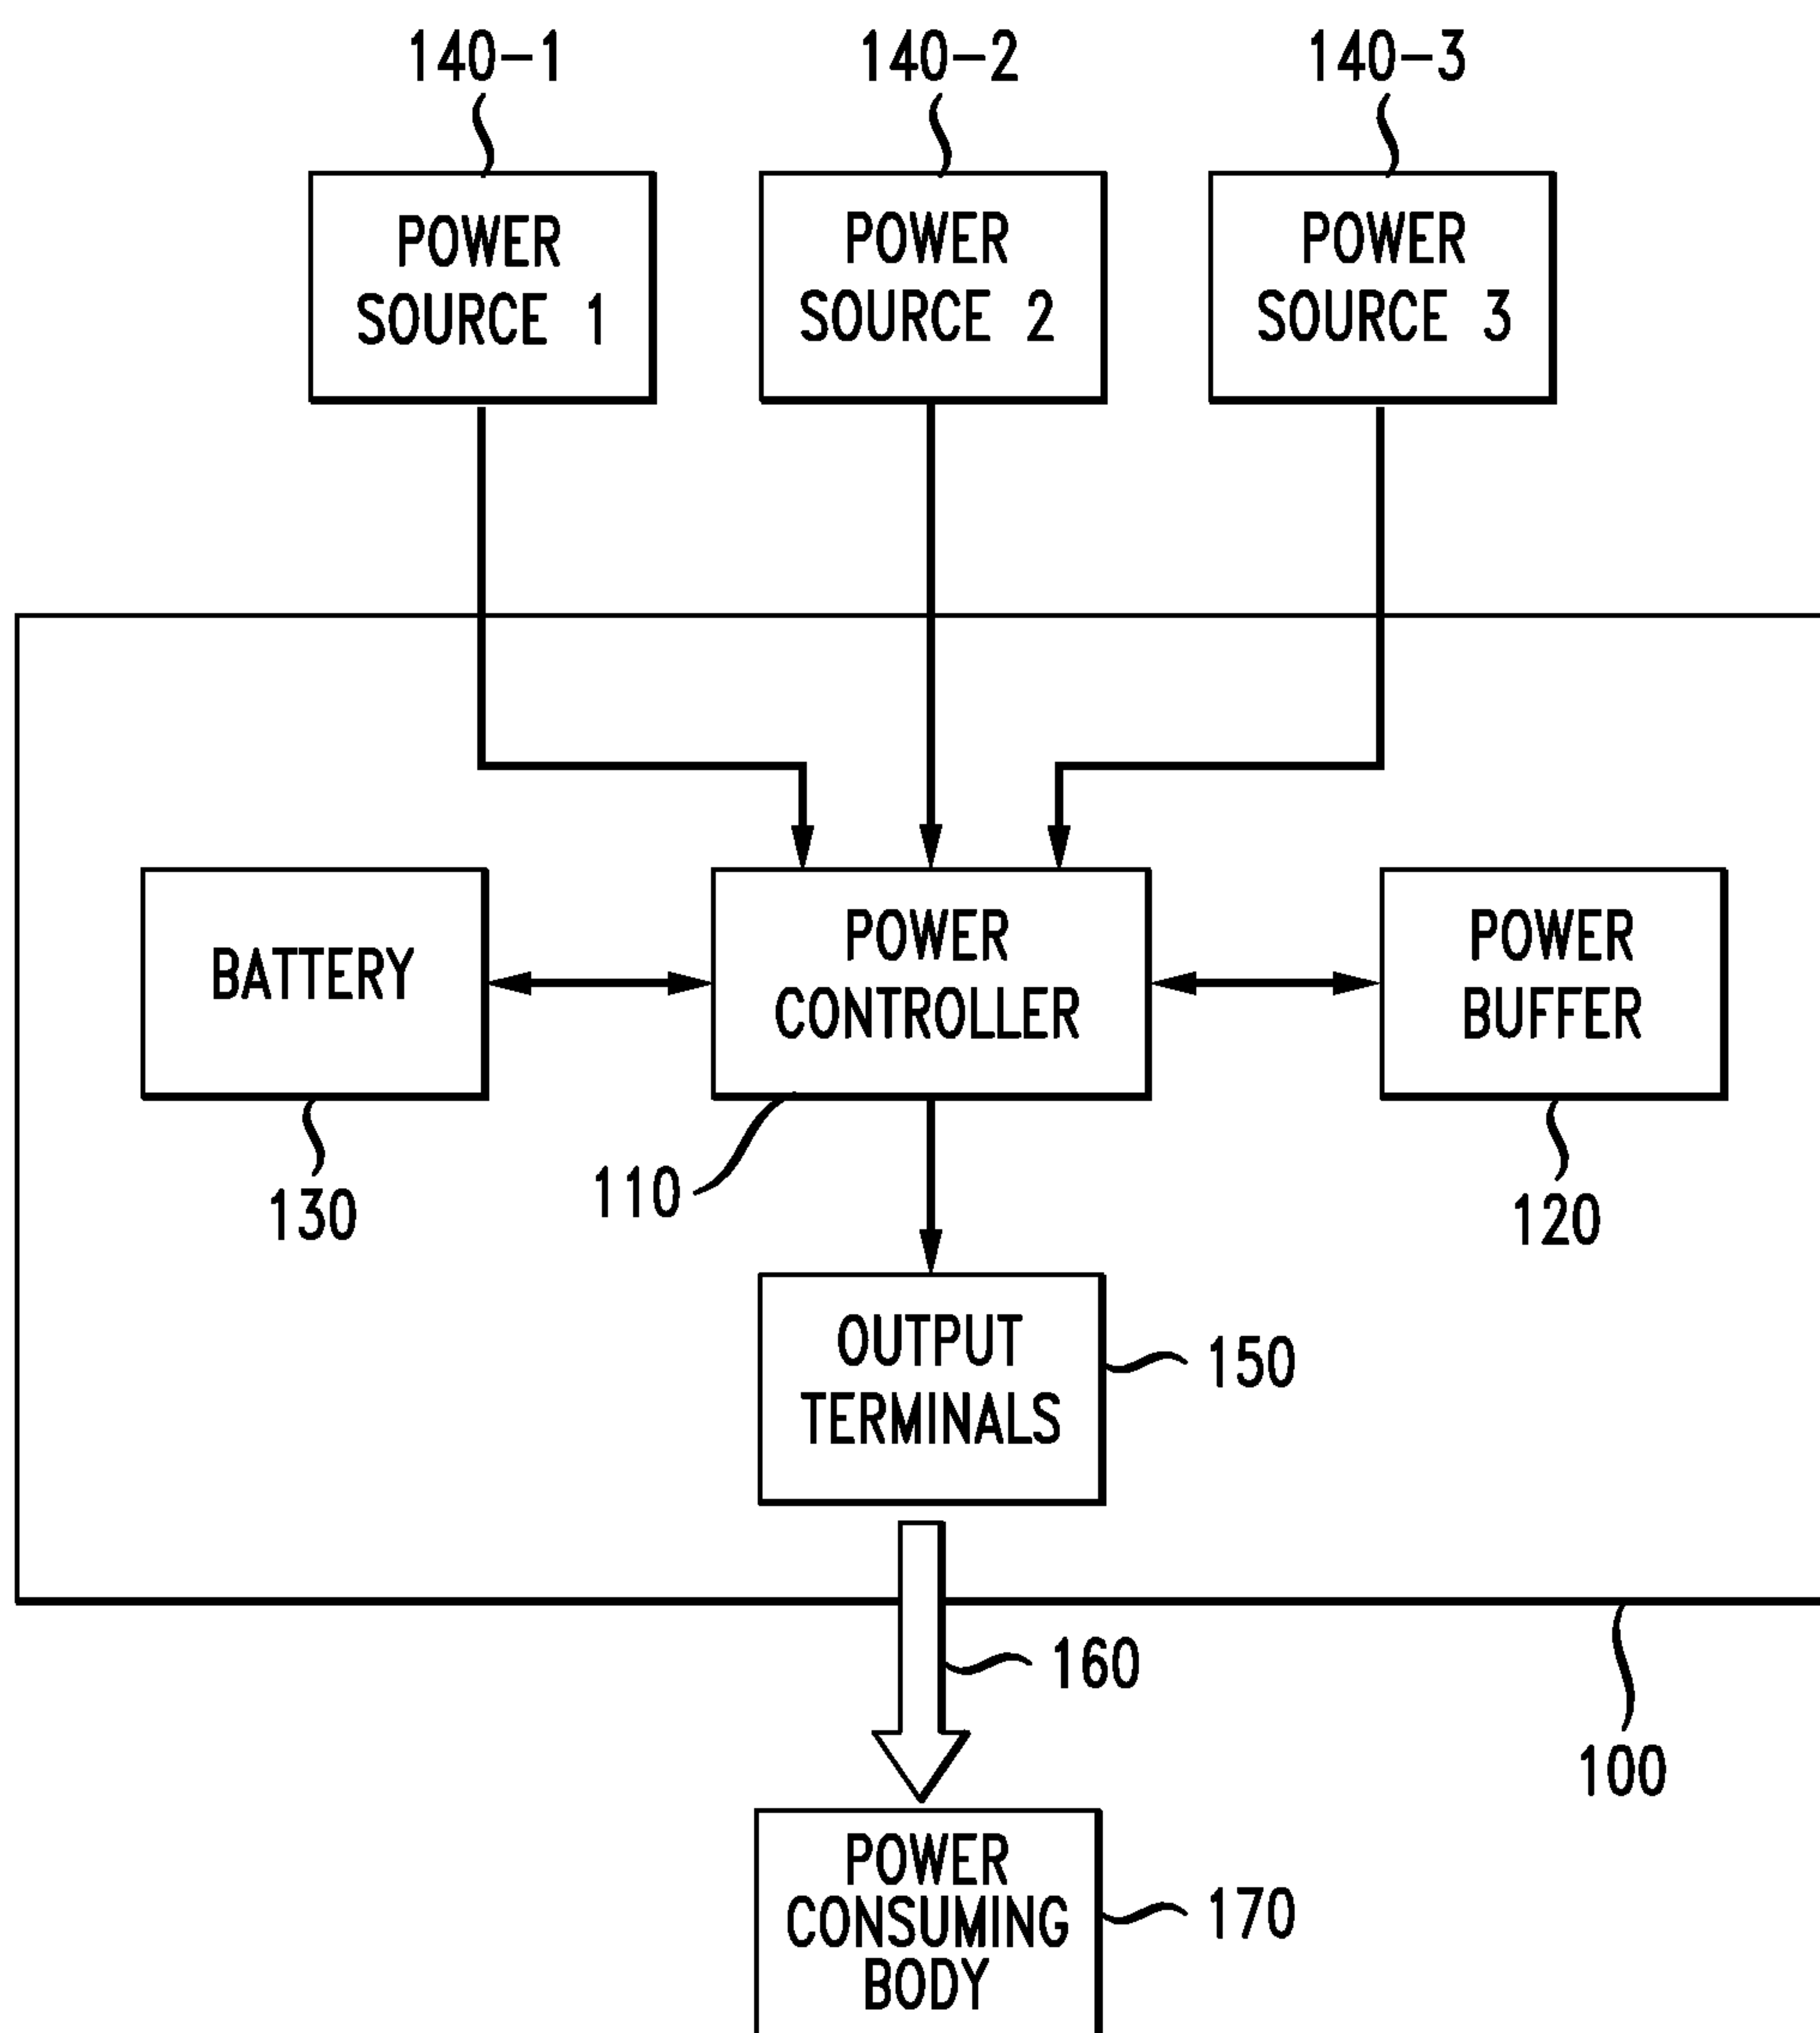 140-1
140-2
140-3
POWER
SOURCE 1
POWER
SOURCE 2
POWER
SOURCE 3
BATTERY
POWER
CONTROLLER
POWER
BUFFER
130
110
120
OUTPUT
TERMINALS
150
160
100
POWER
CONSUMING
BODY
170